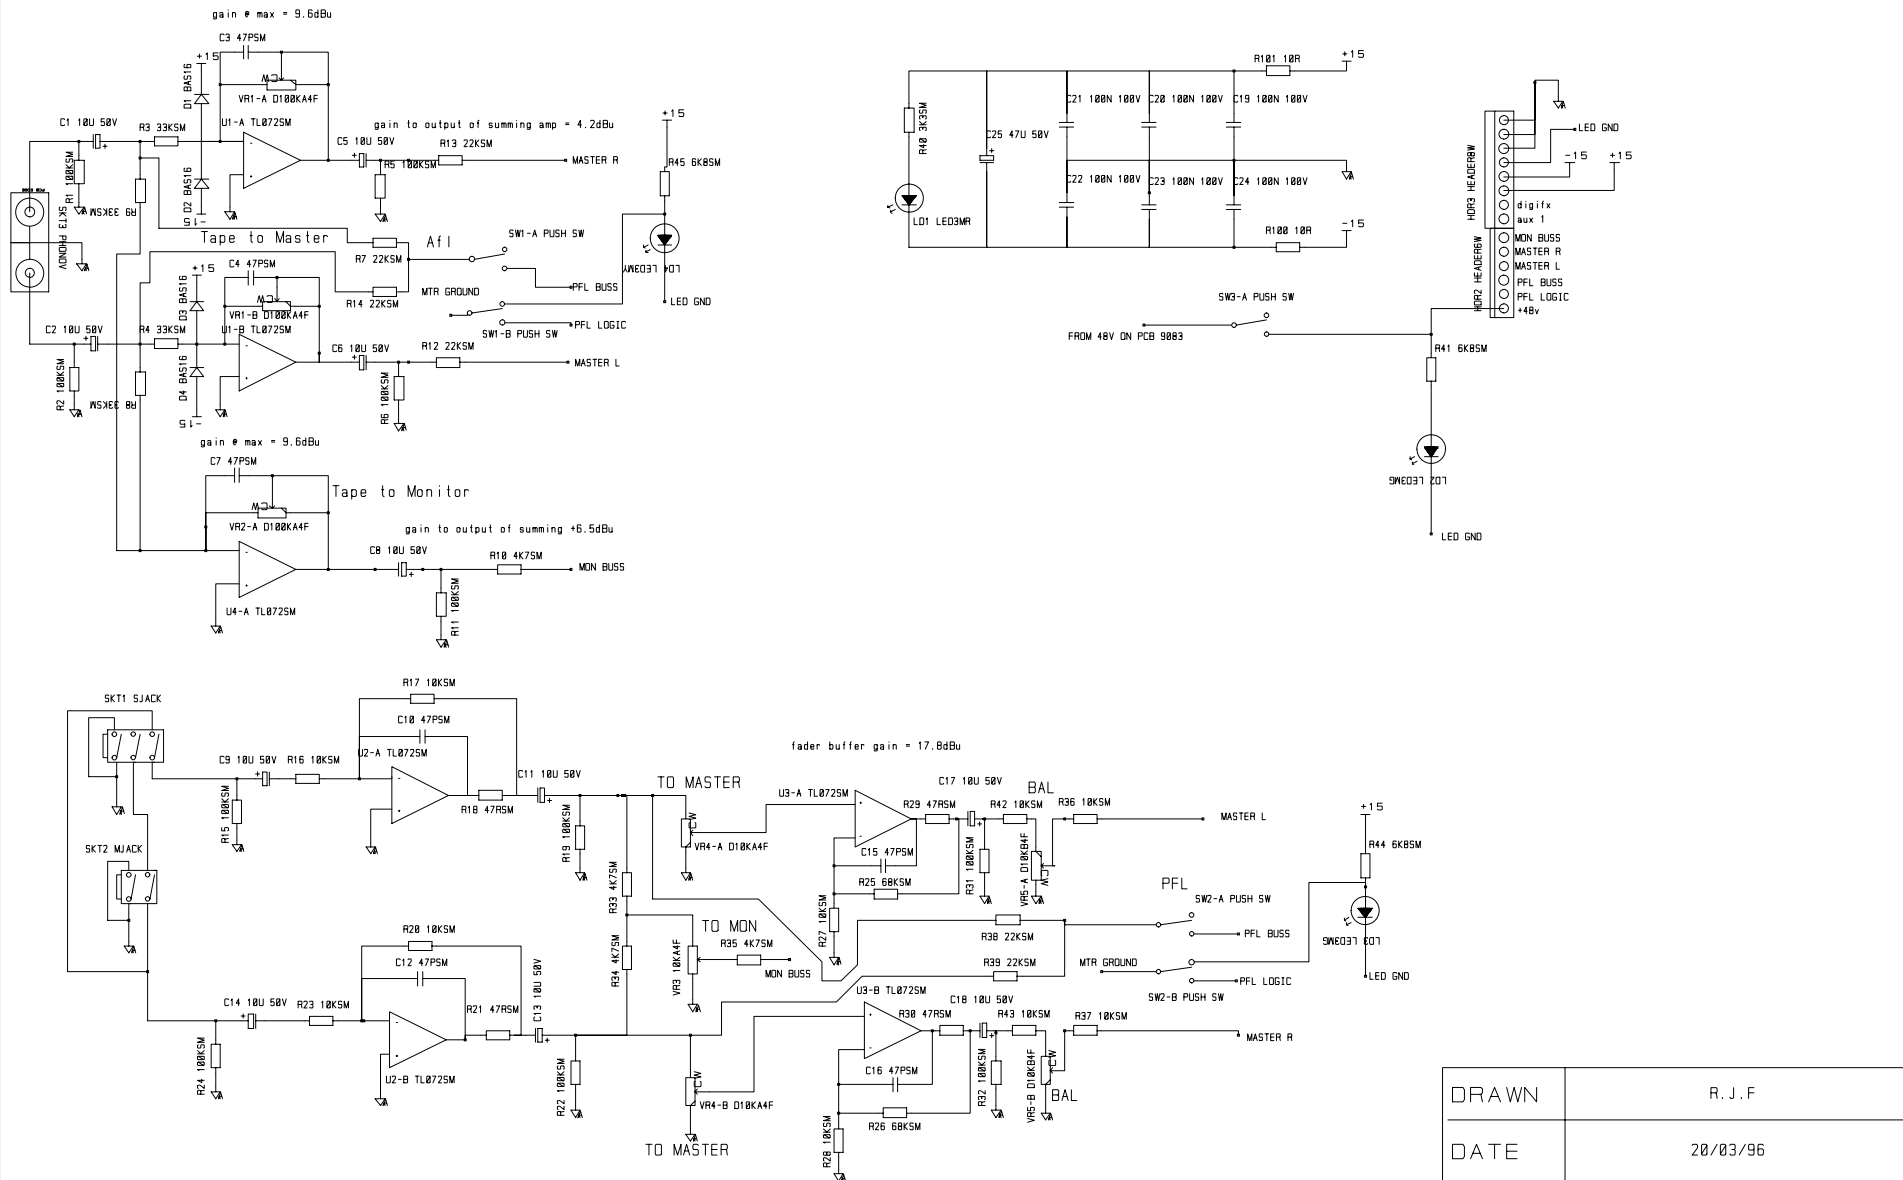 gain @ max = 9.6dBu
C3 47PSM
+15
D1 BAS16
CW
VR1-A D100KA4F
C1 10U 50V
R3 33KSM
U1-A TL072SM
gain to output of summing amp = 4.2dBu
C5 10U 50V
R13 22KSM
MASTER R
R1 100KSM
R5 100KSM
R9 33KSM
D2 BAS16
-15
SKT3 PHONOV
Tape to Master
Afl
R7 22KSM
SW1-A PUSH SW
PFL BUSS
+15
R45 6K8SM
LD4 LED3MY
LED GND
+15
C4 47PSM
CW
D3 BAS16
VR1-B D100KA4F
R14 22KSM
MTR GROUND
SW1-B PUSH SW
PFL LOGIC
C2 10U 50V
R4 33KSM
U1-B TL072SM
C6 10U 50V
R12 22KSM
MASTER L
R2 100KSM
R8 33KSM
D4 BAS16
-15
R6 100KSM
gain @ max = 9.6dBu
C7 47PSM
Tape to Monitor
CW
VR2-A D100KA4F
gain to output of summing +6.5dBu
C8 10U 50V
R10 4K7SM
MON BUSS
U4-A TL072SM
R11 100KSM
R101 10R
+15
R40 3K3SM
C25 47U 50V
C21 100N 100V
C20 100N 100V
C19 100N 100V
C22 100N 100V
C23 100N 100V
C24 100N 100V
LD1 LED3MR
R100 10R
-15
HDR3 HEADER8W
LED GND
-15
+15
digifx
aux 1
HDR2 HEADER6W
MON BUSS
MASTER R
MASTER L
PFL BUSS
PFL LOGIC
+48v
SW3-A PUSH SW
FROM 48V ON PCB 9083
R41 6K8SM
LD2 LED3MG
LED GND
SKT1 SJACK
R17 10KSM
C10 47PSM
U2-A TL072SM
C9 10U 50V
R16 10KSM
R15 100KSM
R18 47RSM
C11 10U 50V
R19 100KSM
SKT2 MJACK
TO MASTER
CW
VR4-A D10KA4F
R33 4K7SM
R34 4K7SM
TO MON
R35 4K7SM
VR3 10KA4F
MON BUSS
fader buffer gain = 17.8dBu
U3-A TL072SM
R29 47RSM
C17 10U 50V
R42 10KSM
BAL
R36 10KSM
MASTER L
C15 47PSM
R25 68KSM
R27 10KSM
R31 100KSM
VR5-A D10KB4F
CW
PFL
SW2-A PUSH SW
PFL BUSS
R38 22KSM
R39 22KSM
MTR GROUND
PFL LOGIC
SW2-B PUSH SW
+15
R44 6K8SM
LD3 LED3MG
LED GND
R20 10KSM
C12 47PSM
C14 10U 50V
R23 10KSM
R24 100KSM
U2-B TL072SM
R21 47RSM
C13 10U 50V
R22 100KSM
CW
VR4-B D10KA4F
TO MASTER
U3-B TL072SM
R30 47RSM
C18 10U 50V
R43 10KSM
R37 10KSM
MASTER R
C16 47PSM
R26 68KSM
R28 10KSM
R32 100KSM
VR5-B D10KB4F
CW
BAL
DRAWN
R.J.F
DATE
20/03/96